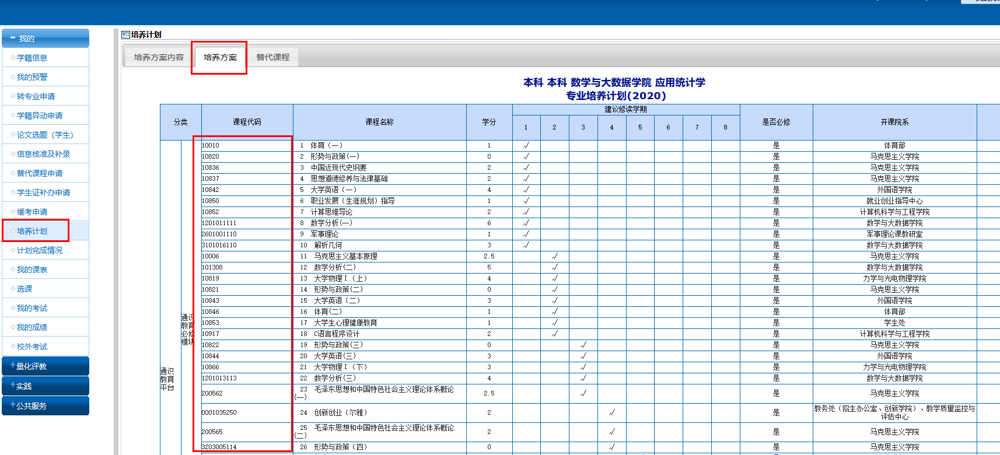 我的
学籍信息
我的预警
转专业申请
学籍异动申请
论文选题（学生）
信息核准及补录
替代课程申请
学生证补办申请
缓考申请
培养计划
计划完成情况
我的课表
选课
我的考试
我的成绩
校外考试
量化评教
实践
公共服务
培养计划
培养方案内容 培养方案 替代课程
本科 本科 数学与大数据学院 应用统计学
专业培养计划(2020)
分类 课程代码 课程名称 学分 建议修读学期 是否必修 开课院系
1 2 3 4 5 6 7 8
通识教育平台
通识教育必修模块
10010 1 体育（一） 1 √ 是 体育部
10820 2 形势与政策(一) 0 √ 是 马克思主义学院
10836 3 中国近现代史纲要 2 √ 是 马克思主义学院
10837 4 思想道德修养与法律基础 2 √ 是 马克思主义学院
10842 5 大学英语（一） 4 √ 是 外国语学院
10850 6 职业发展（生涯规划）指导 1 √ 是 就业创业指导中心
10852 7 计算思维导论 2 √ 是 计算机科学与工程学院
1201011111 8 数学分析(一) 6 √ 是 数学与大数据学院
2601001110 9 军事理论 1 √ 是 军事理论课教研室
3101016110 10 解析几何 3 √ 是 数学与大数据学院
10006 11 马克思主义基本原理 2.5 √ 是 马克思主义学院
101308 12 数学分析(二) 5 √ 是 数学与大数据学院
10819 13 大学物理Ⅰ（上） 4 √ 是 力学与光电物理学院
10821 14 形势与政策(二) 0 √ 是 马克思主义学院
10843 15 大学英语（二） 3 √ 是 外国语学院
10846 16 体育(二) 1 √ 是 体育部
10853 17 大学生心理健康教育 1 √ 是 学生处
10917 18 C语言程序设计 2 √ 是 计算机科学与工程学院
10822 19 形势与政策(三) 0 √ 是 马克思主义学院
10844 20 大学英语(三) 3 √ 是 外国语学院
10866 21 大学物理Ⅰ（下） 3 √ 是 力学与光电物理学院
1201013113 22 数学分析(三) 4 √ 是 数学与大数据学院
200562 23 毛泽东思想和中国特色社会主义理论体系概论(一) 2.5 √ 是 马克思主义学院
0001035250 24 创新创业（尔雅） 2 √ 是 教务处（招生办公室、创新学院）、教学质量监控与评估中心
200565 25 毛泽东思想和中国特色社会主义理论体系概论(二) 2 √ 是 马克思主义学院
3203005114 26 形势与政策（四） 0 √ 是 马克思主义学院